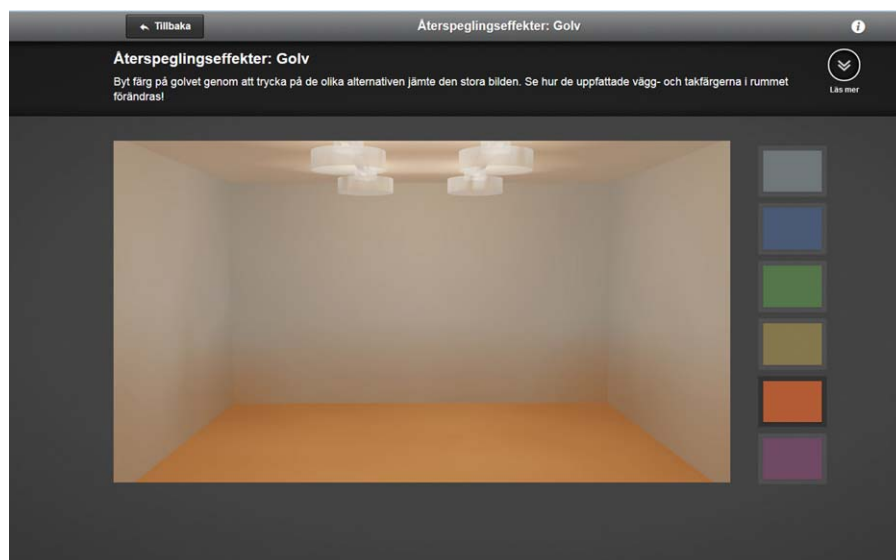 Tillbaka
Återspeglingseffekter: Golv
Återspeglingseffekter: Golv
Byt färg på golvet genom att trycka på de olika alternativen jämte den stora bilden. Se hur de uppfattade vägg- och takfärgerna i rummet
förändras!
Läs mer